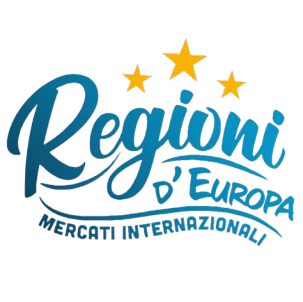 Regioni
D'EUROPA
MERCATI INTERNAZIONALI